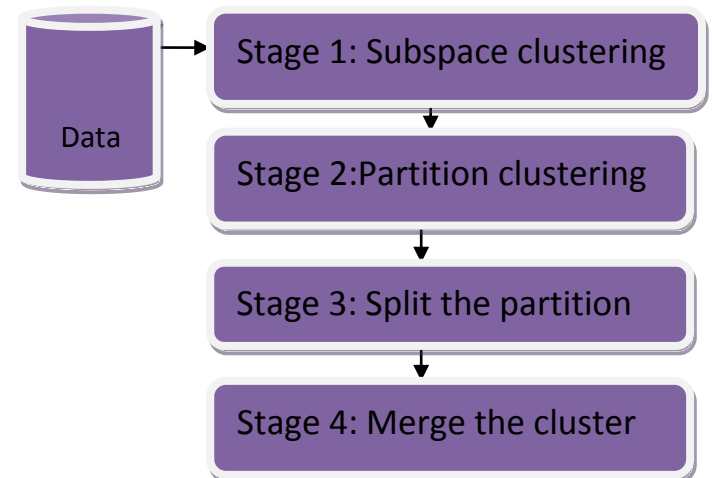 Stage 1: Subspace clustering
Data
Stage 2:Partition clustering
Stage 3: Split the partition
Stage 4: Merge the cluster